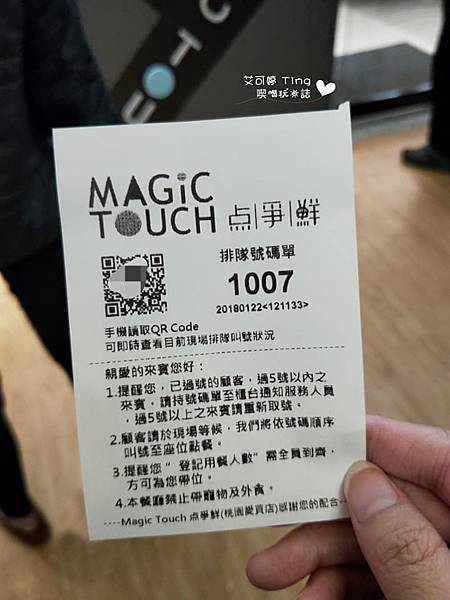 艾可婷 Ting
喫喝玩樂誌
MAGiC
TOUCH 点|爭|鮮
排隊號碼單
1007
20180122<121133>
手機讀取QR Code
可即時查看目前現場排隊叫號狀況
親愛的來賓您好：
1.提醒您，已過號的顧客，過5號以內之
來賓，請持號碼單至櫃台通知服務人員
，過5號以上之來賓請重新取號。
2.顧客請於現場等候，我們將依號碼順序
叫號至座位點餐。
3.提醒您“登記用餐人數”需全員到齊，
方可為您帶位。
4.本餐廳禁止帶寵物及外食。
----Magic Touch 点爭鮮(桃園愛買店)感謝您的配合----